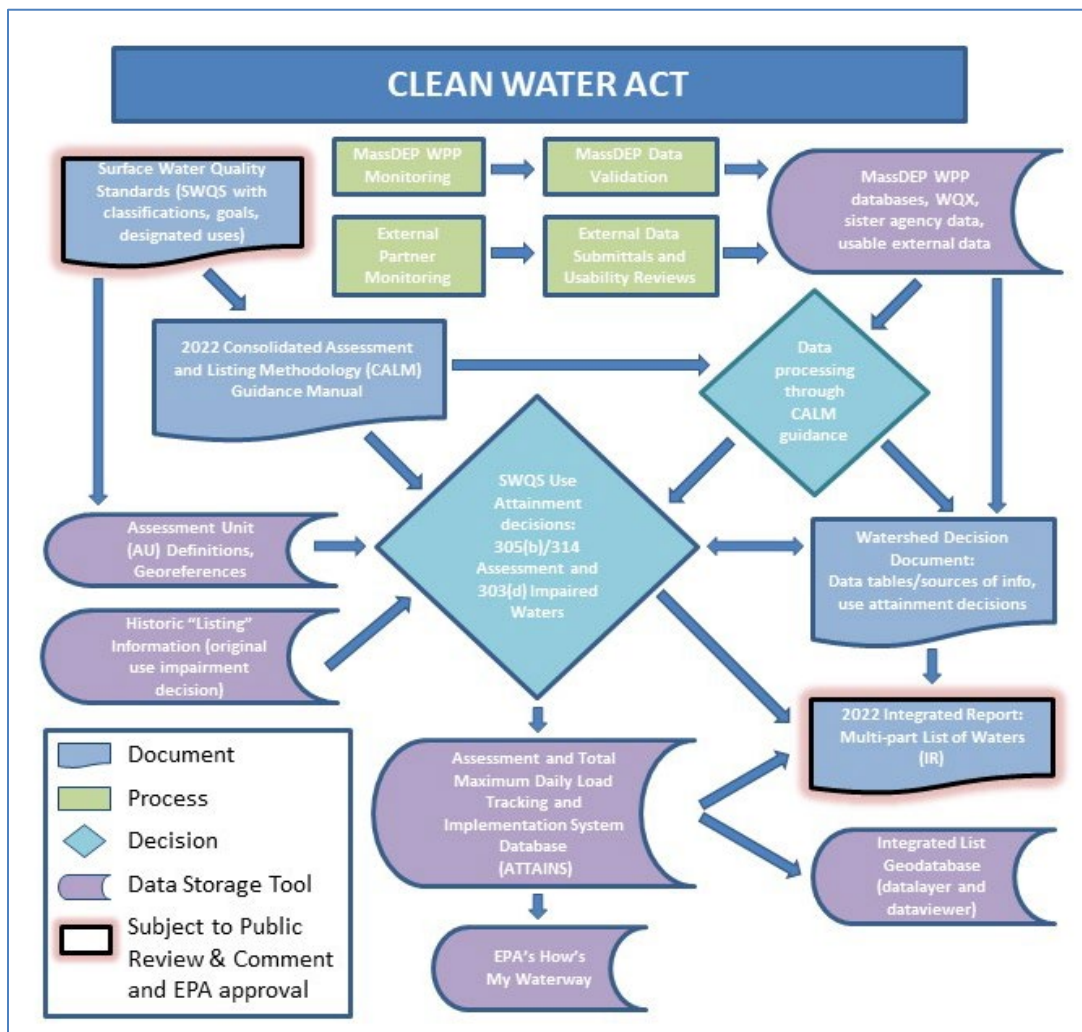 CLEAN WATER ACT
Surface Water Quality
Standards (SWQS with
classifications, goals,
designated uses)
MassDEP WPP
Monitoring
MassDEP Data
Validation
MassDEP WPP
databases, WQX,
sister agency data,
usable external data
External
Partner
Monitoring
External Data
Submittals and
Usability Reviews
2022 Consolidated Assessment
and Listing Methodology (CALM)
Guidance Manual
Data
processing
through
CALM
guidance
SWQS Use
Attainment
decisions:
305(b)/314
Assessment and
303(d) Impaired
Waters
Assessment Unit
(AU) Definitions,
Georeferences
Watershed Decision
Document:
Data tables/sources of info,
use attainment decisions
Historic “Listing”
Information (original
use impairment
decision)
2022 Integrated Report:
Multi-part List of Waters
(IR)
Assessment and Total
Maximum Daily Load
Tracking and
Implementation System
Database
(ATTAINS)
Integrated List
Geodatabase
(datalayer and
dataviewer)
EPA’s How’s
My Waterway
Document
Process
Decision
Data Storage Tool
Subject to Public
Review & Comment
and EPA approval